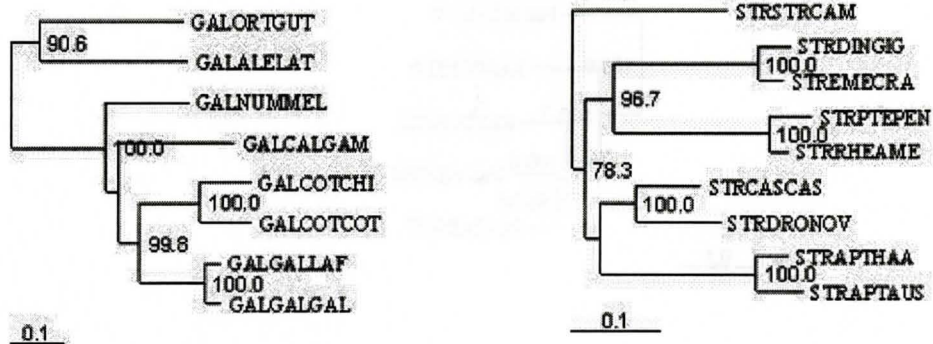 GALORTGUT
90.6
GALALELAT
GALNUMMEL
100.0
GALCALGAM
GALCOTCHI
100.0
GALCOTCOT
99.8
GALGALLAF
100.0
GALGALGAL
0.1
STRSTRCAM
STRDINGIG
100.0
STREMECRA
96.7
STRPTEPEN
100.0
STRRHEAME
78.3
STRCASCAS
100.0
STRDRONOV
STRAPTHAA
100.0
STRAPTAUS
0.1